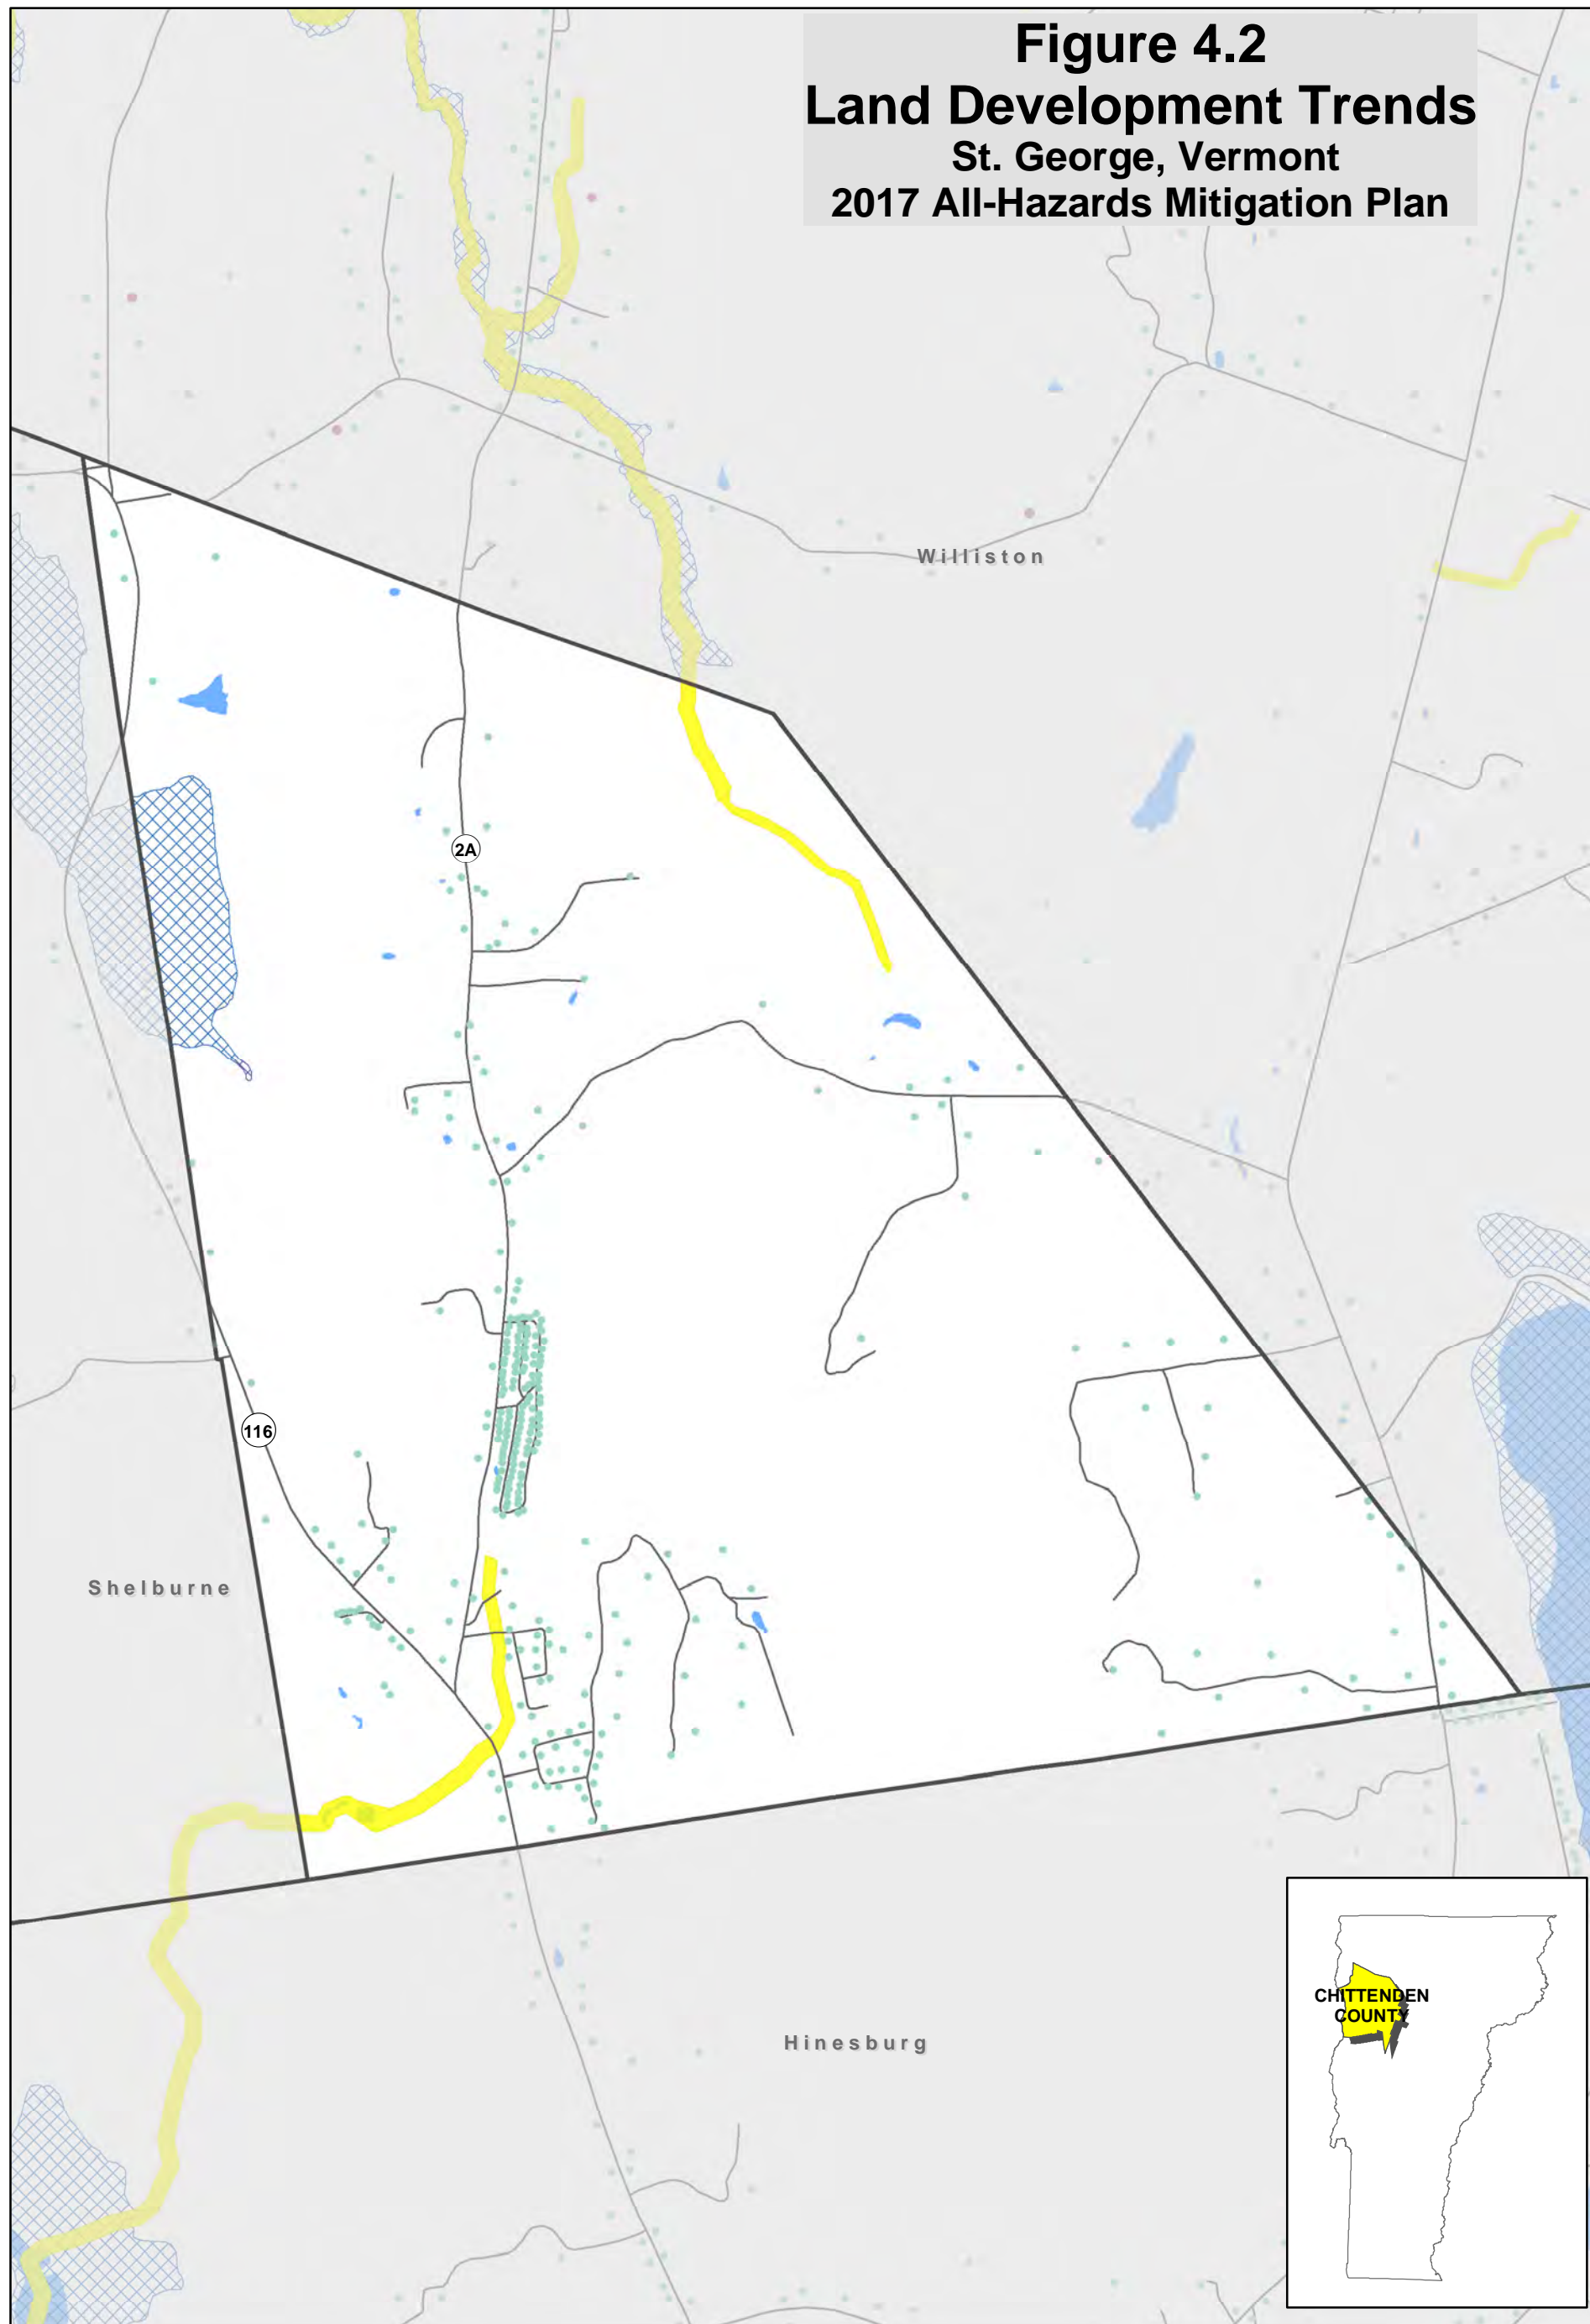 Figure 4.2
Land Development Trends
St. George, Vermont
2017 All-Hazards Mitigation Plan
Williston
2A
116
Shelburne
CHITTENDEN
COUNTY
Hinesburg